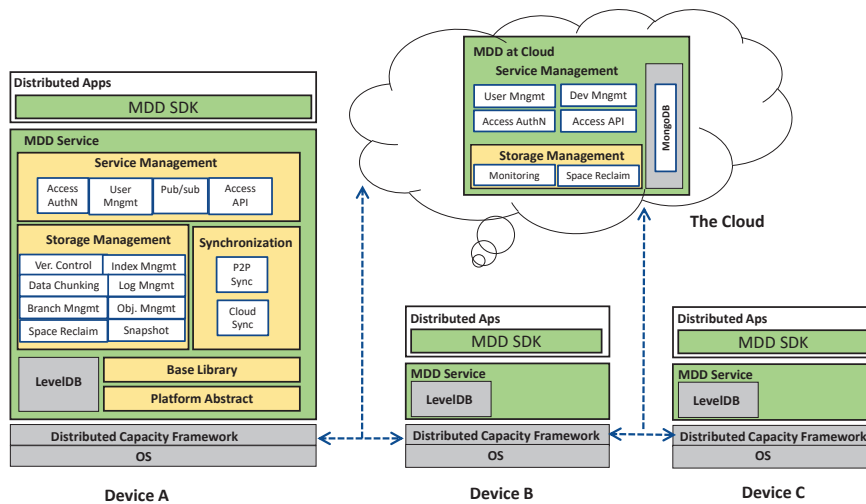 Distributed Apps
MDD SDK
MDD Service
Service Management
Access AuthN
User Mngmt
Pub/sub
Access API
Storage Management
Ver. Control
Index Mngmt
Data Chunking
Log Mngmt
Branch Mngmt
Obj. Mngmt
Space Reclaim
Snapshot
Synchronization
P2P Sync
Cloud Sync
LevelDB
Base Library
Platform Abstract
Distributed Capacity Framework
OS
Device A
MDD at Cloud
Service Management
User Mngmt
Dev Mngmt
Access AuthN
Access API
Storage Management
Monitoring
Space Reclaim
MongoDB
The Cloud
Distributed Aps
MDD SDK
MDD Service
LevelDB
Distributed Capacity Framework
OS
Device B
Distributed Aps
MDD SDK
MDD Service
LevelDB
Distributed Capacity Framework
OS
Device C